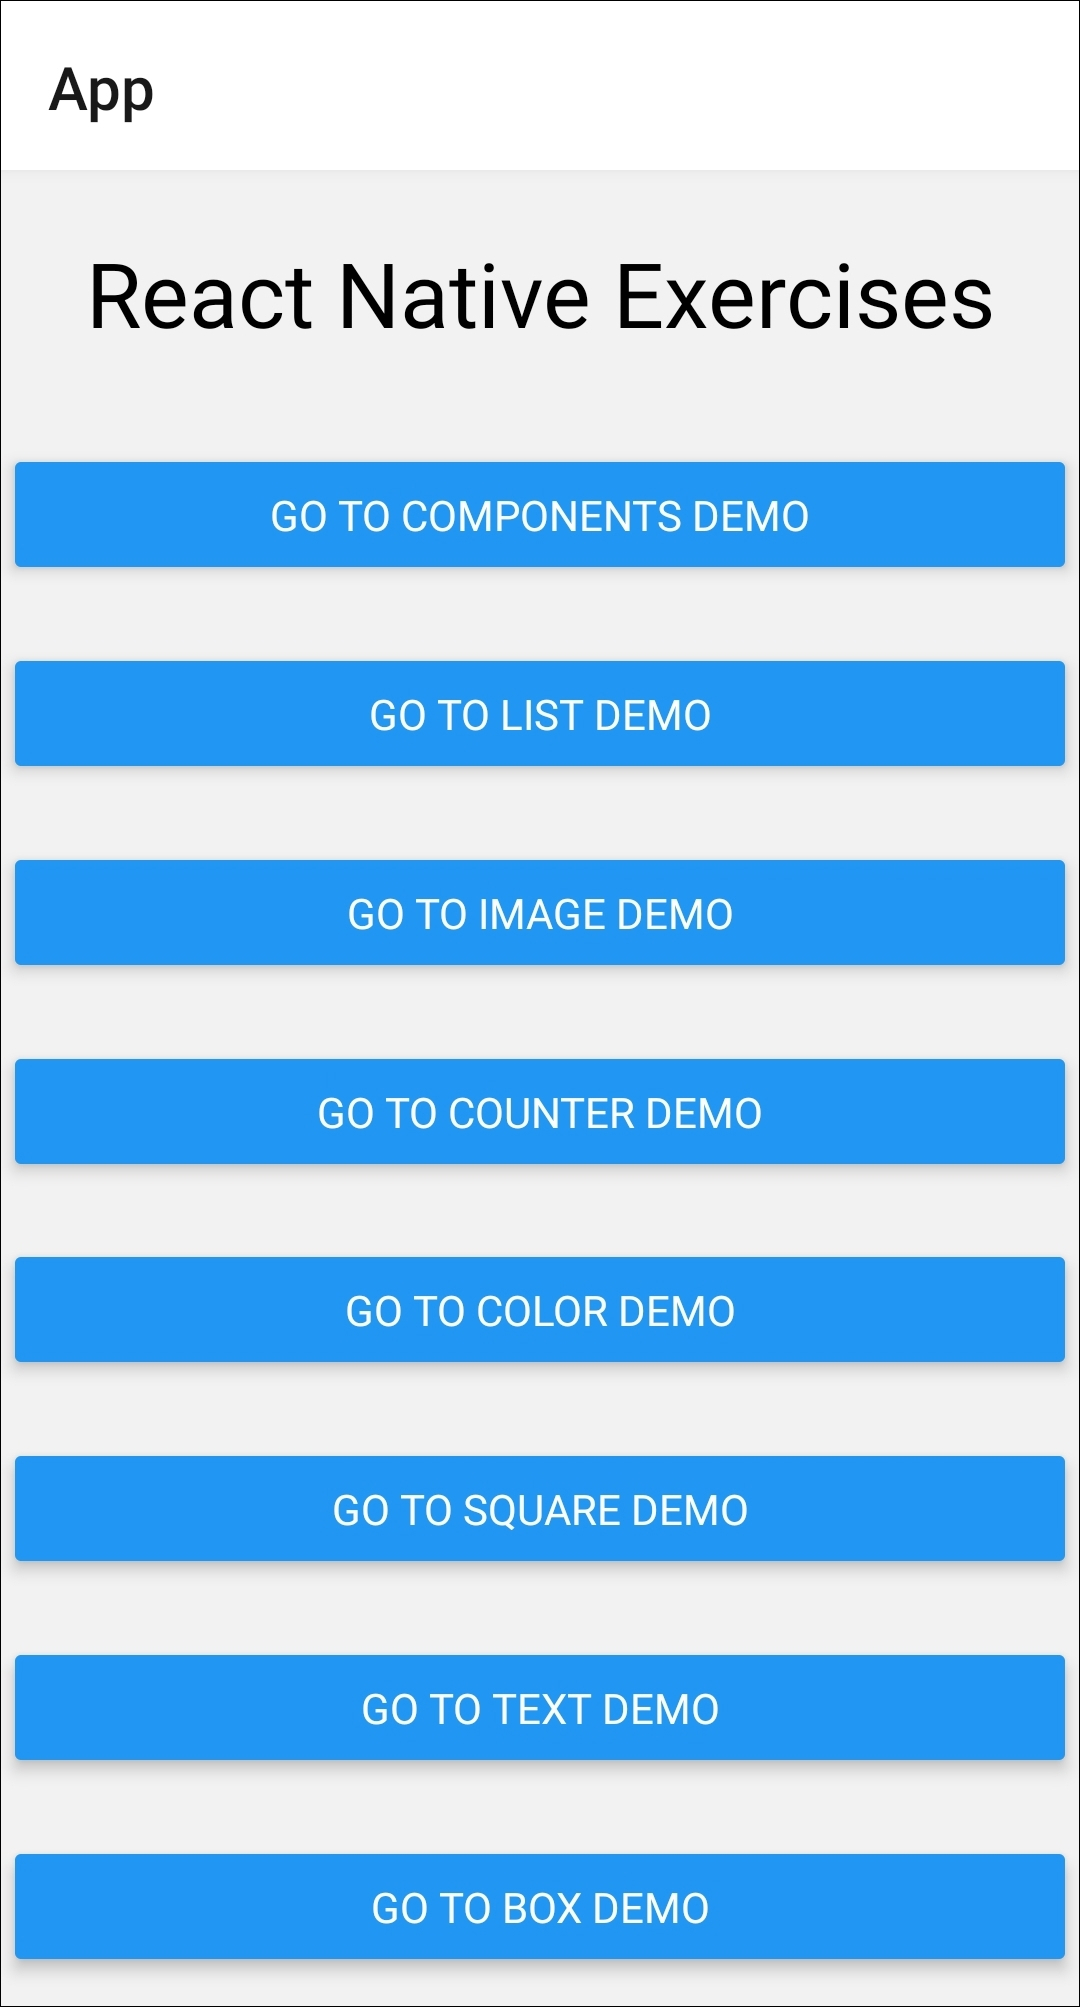 App
React Native Exercises
GO TO COMPONENTS DEMO
GO TO LIST DEMO
GO TO IMAGE DEMO
GO TO COUNTER DEMO
GO TO COLOR DEMO
GO TO SQUARE DEMO
GO TO TEXT DEMO
GO TO BOX DEMO